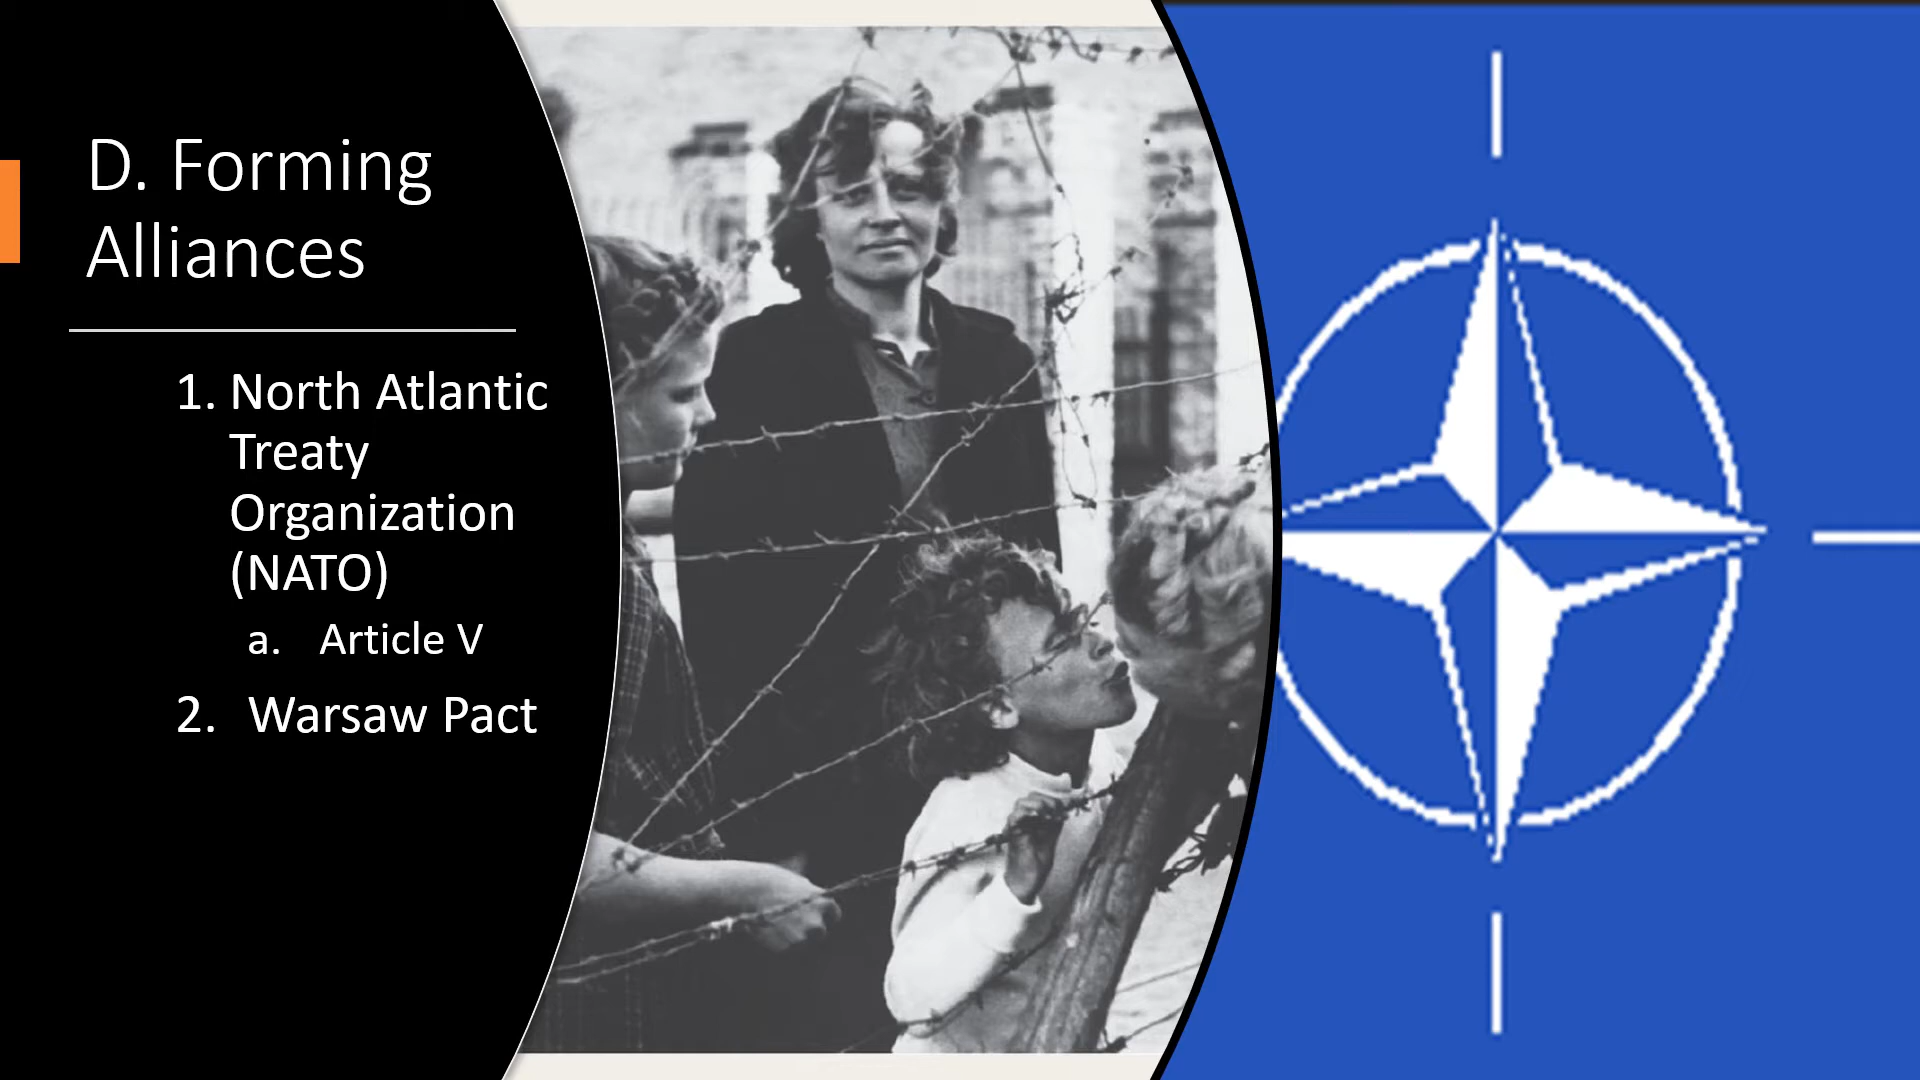 D. Forming
Alliances
1. North Atlantic
Treaty
Organization
(NATO)
a. Article V
2. Warsaw Pact